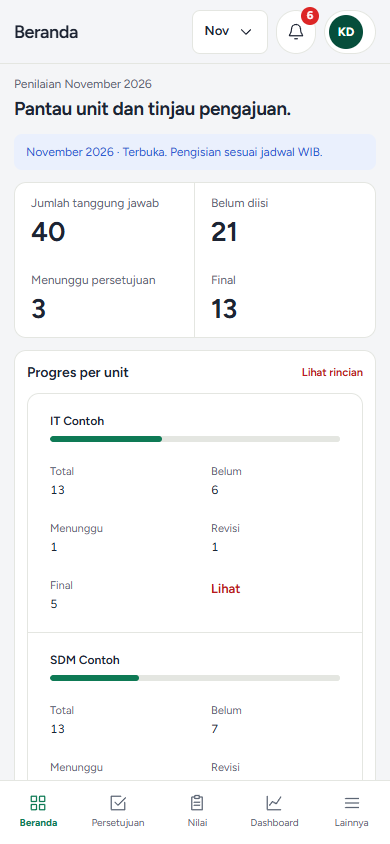 Beranda
Nov
6
KD
Penilaian November 2026
Pantau unit dan tinjau pengajuan.
November 2026 · Terbuka. Pengisian sesuai jadwal WIB.
Jumlah tanggung jawab
40
Belum diisi
21
Menunggu persetujuan
3
Final
13
Progres per unit
Lihat rincian
IT Contoh
Total
13
Belum
6
Menunggu
1
Revisi
1
Final
5
Lihat
SDM Contoh
Total
13
Belum
7
Menunggu
Revisi
Beranda
Persetujuan
Nilai
Dashboard
Lainnya